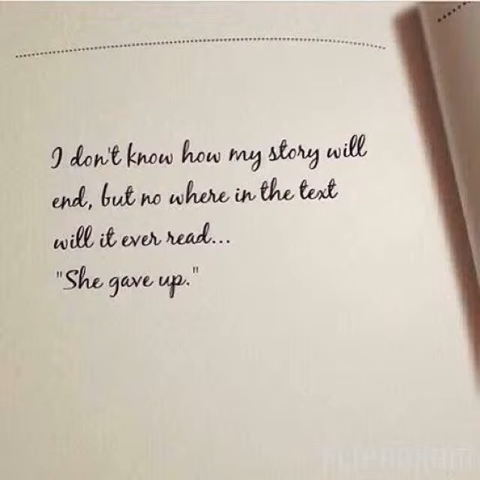 I don't know how my story will
end, but no where in the text
will it ever read...
"She gave up."